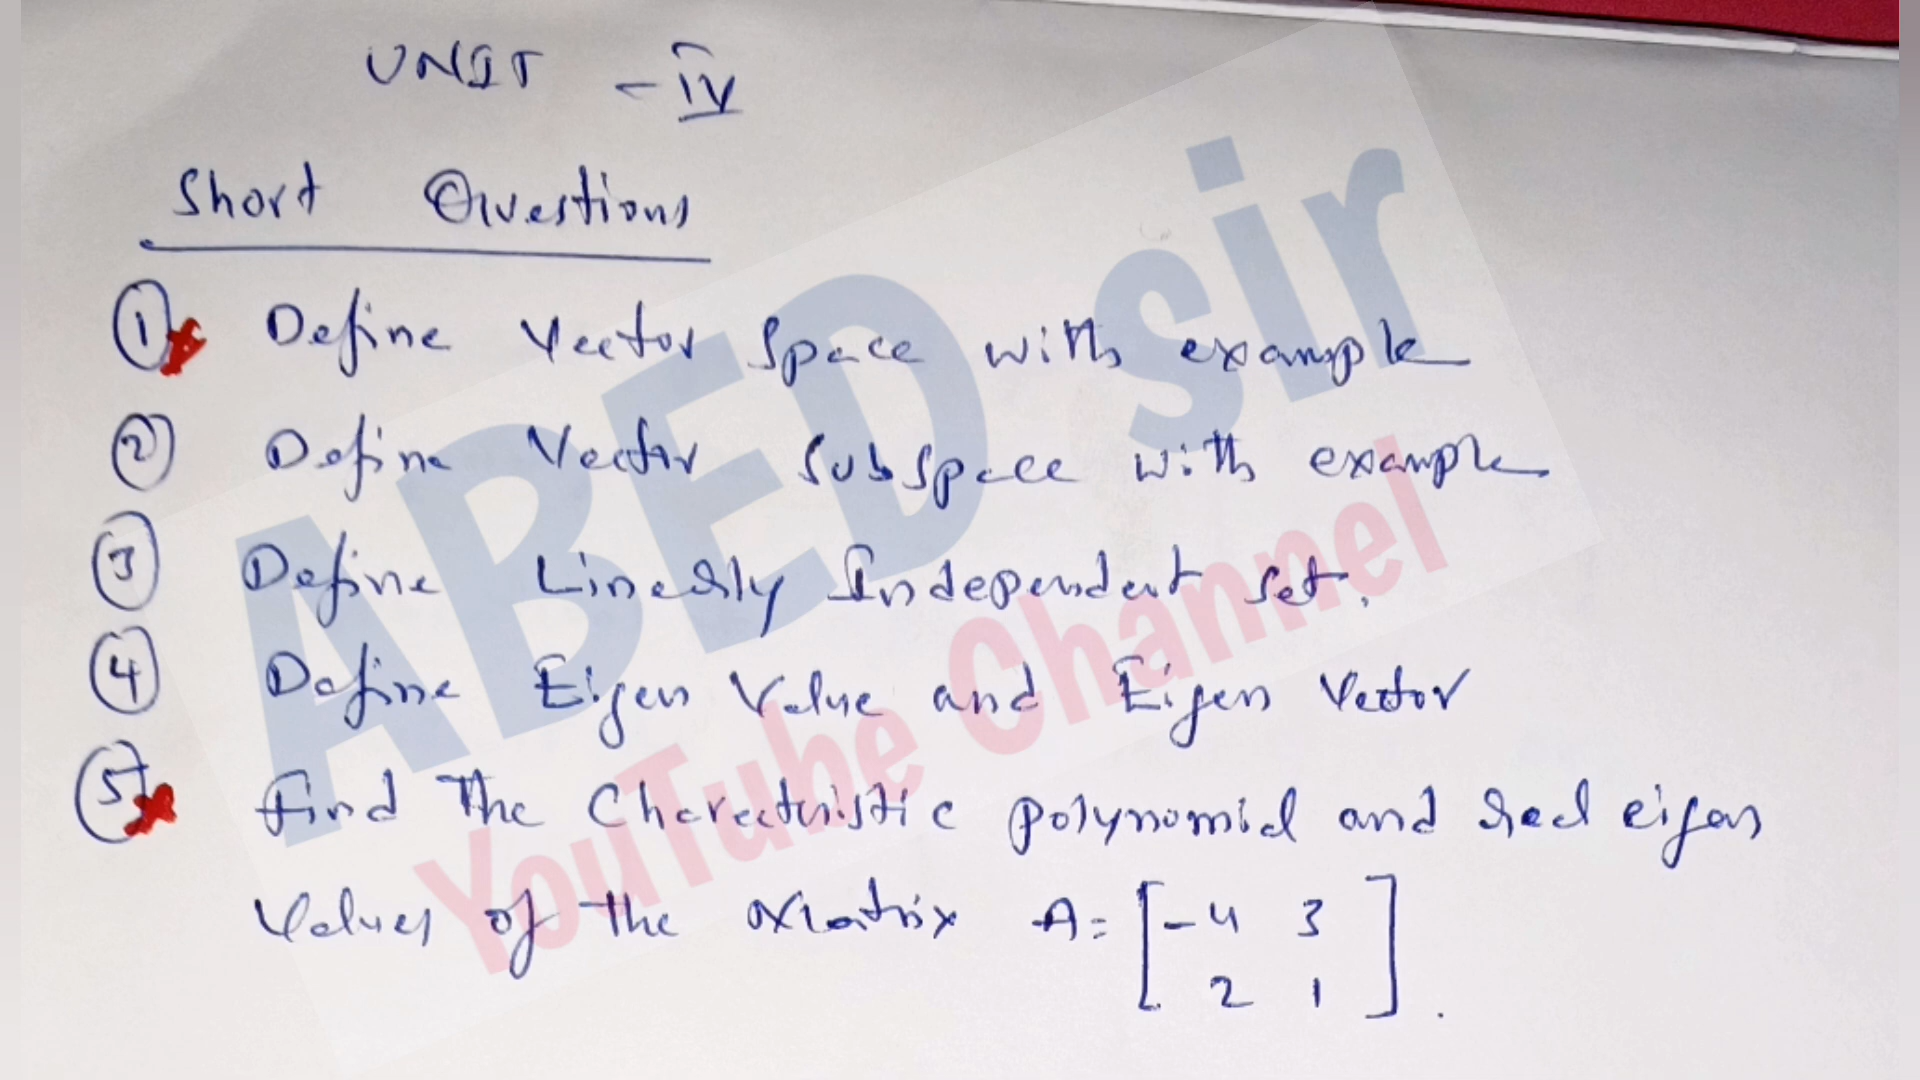 UNIT - IV
Short Questions
① Define Vector Space with example
② Define Vector Subspace with example
③ Define Linearly Independent set.
④ Define Eigen Value and Eigen Vector
⑤ Find The Charecteristic polynomial and real eigen
Values of the Matrix A = [ -4 3
2 1 ].
ABED sir
YouTube Channel